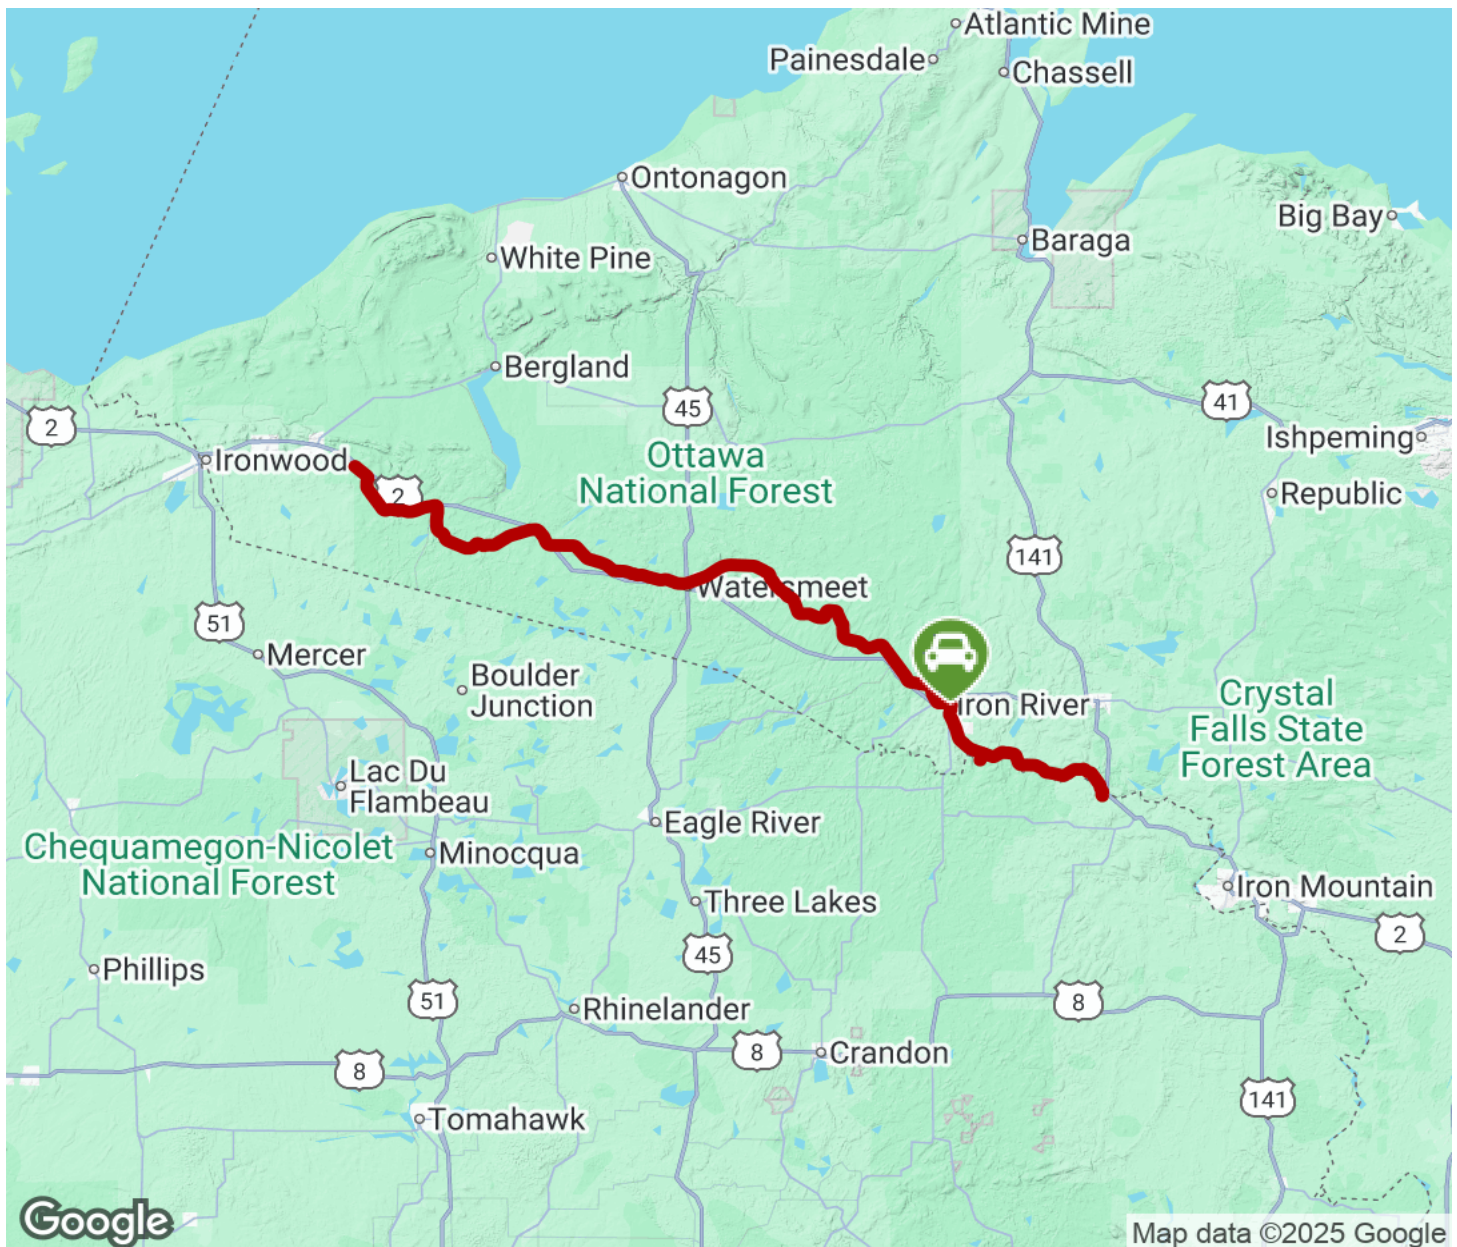 Atlantic Mine
Painesdale
Chassell
Ontonagon
Big Bay
Baraga
White Pine
Bergland
45
41
2
Ishpeming
Ottawa
National Forest
Ironwood
2
Republic
141
Watersmeet
51
Mercer
Boulder
Junction
Iron River
Crystal
Falls State
Forest Area
Lac Du
Flambeau
Eagle River
Chequamegon-Nicolet
National Forest
Minocqua
Iron Mountain
Three Lakes
2
45
Phillips
51
8
Rhinelander
8
Crandon
8
141
Tomahawk
Google
Map data ©2025 Google